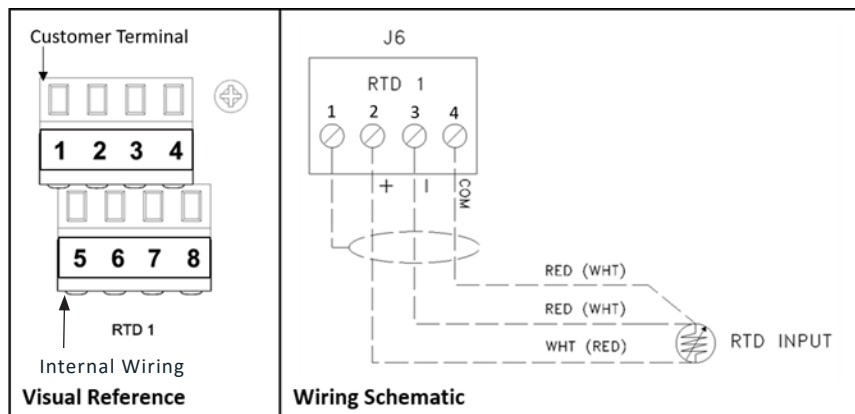 Customer Terminal
1 2 3 4
5 6 7 8
RTD 1
Internal Wiring
Visual Reference
J6
RTD 1
1 2 3 4
+ − COM
RED (WHT)
RED (WHT)
WHT (RED)
RTD INPUT
Wiring Schematic